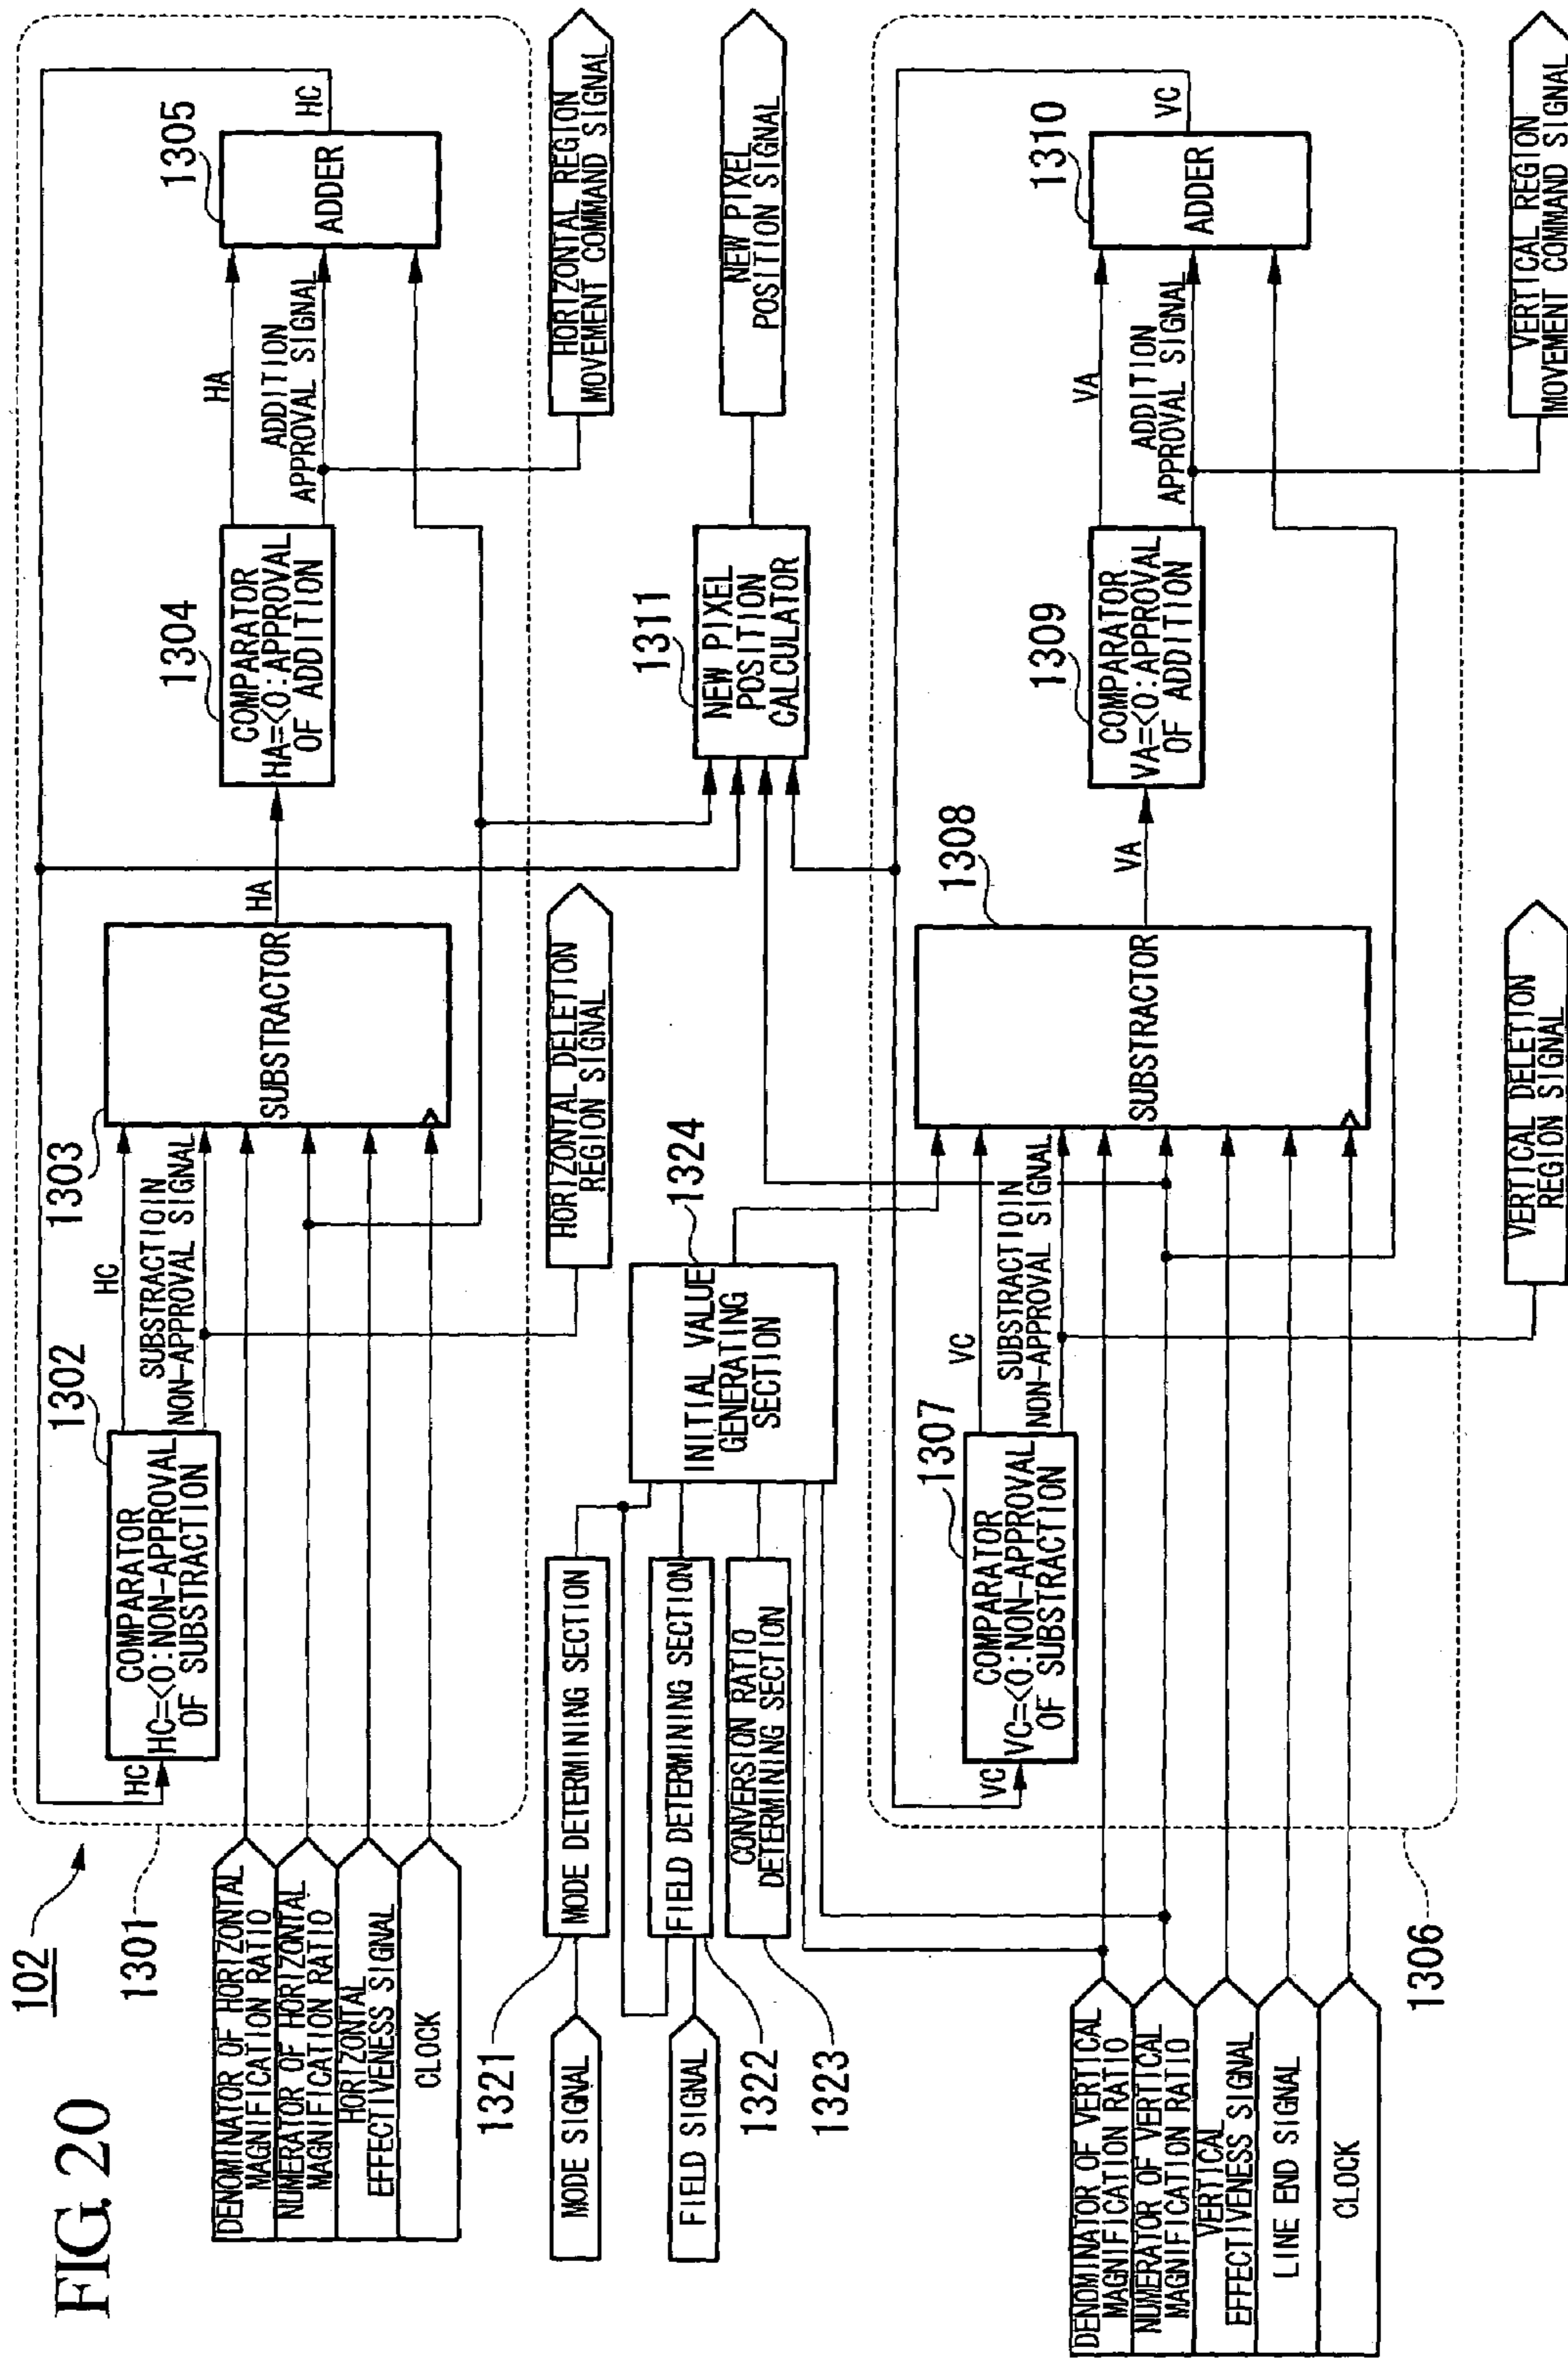 FIG. 20
102
1301
DENOMINATOR OF HORIZONTAL
MAGNIFICATION RATIO
NUMERATOR OF HORIZONTAL
MAGNIFICATION RATIO
HORIZONTAL
EFFECTIVENESS SIGNAL
CLOCK
HC
1302
COMPARATOR
HC=<0:NON-APPROVAL
OF SUBSTRACTION
HC
SUBSTRACTIOIN
NON-APPROVAL SIGNAL
1303
SUBSTRACTOR
HA
1304
COMPARATOR
HA=<0:APPROVAL
OF ADDITION
HA
ADDITION
APPROVAL SIGNAL
1305
ADDER
HC
HORIZONTAL DELETION
REGION SIGNAL
HORIZONTAL REGION
MOVEMENT COMMAND SIGNAL
1321
MODE SIGNAL
MODE DETERMINING SECTION
FIELD SIGNAL
1322
FIELD DETERMINING SECTION
1323
CONVERSION RATIO
DETERMINING SECTION
1324
INITIAL VALUE
GENERATING
SECTION
1311
NEW PIXEL
POSITION
CALCULATOR
NEW PIXEL
POSITION SIGNAL
1306
DENOMINATOR OF VERTICAL
MAGNIFICATION RATIO
NUMERATOR OF VERTICAL
MAGNIFICATION RATIO
VERTICAL
EFFECTIVENESS SIGNAL
LINE END SIGNAL
CLOCK
VC
1307
COMPARATOR
VC=<0:NON-APPROVAL
OF SUBSTRACTION
VC
SUBSTRACTIOIN
NON-APPROVAL SIGNAL
1308
SUBSTRACTOR
VA
1309
COMPARATOR
VA=<0:APPROVAL
OF ADDITION
VA
ADDITION
APPROVAL SIGNAL
1310
ADDER
VC
VERTICAL DELETION
REGION SIGNAL
VERTICAL REGION
MOVEMENT COMMAND SIGNAL